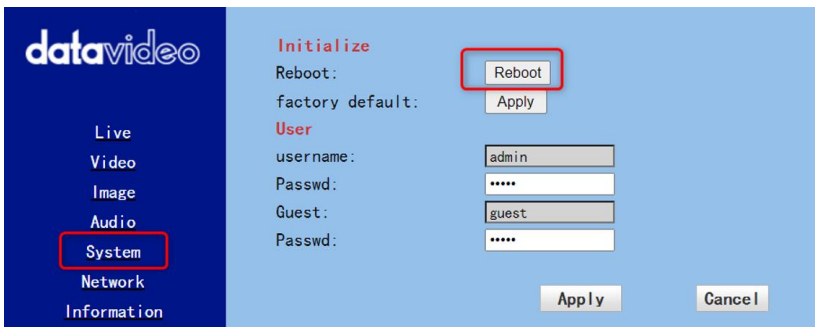 datavideo
Live
Video
Image
Audio
System
Network
Information
Initialize
Reboot: Reboot
factory default: Apply
User
username: admin
Passwd: •••••
Guest: guest
Passwd: •••••
Apply Cancel